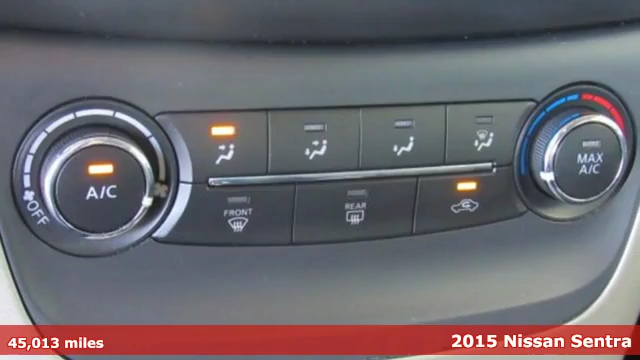 A/C
OFF
MAX
A/C
FRONT
REAR
45,013 miles
2015 Nissan Sentra